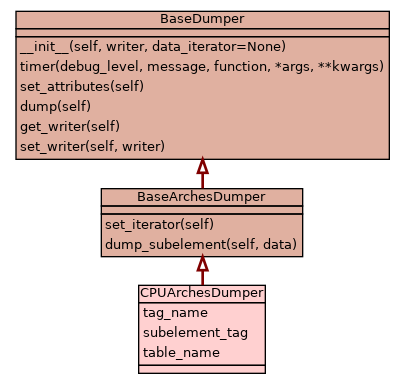 BaseDumper
__init__(self, writer, data_iterator=None)
timer(debug_level, message, function, *args, **kwargs)
set_attributes(self)
dump(self)
get_writer(self)
set_writer(self, writer)
BaseArchesDumper
set_iterator(self)
dump_subelement(self, data)
CPUArchesDumper
tag_name
subelement_tag
table_name